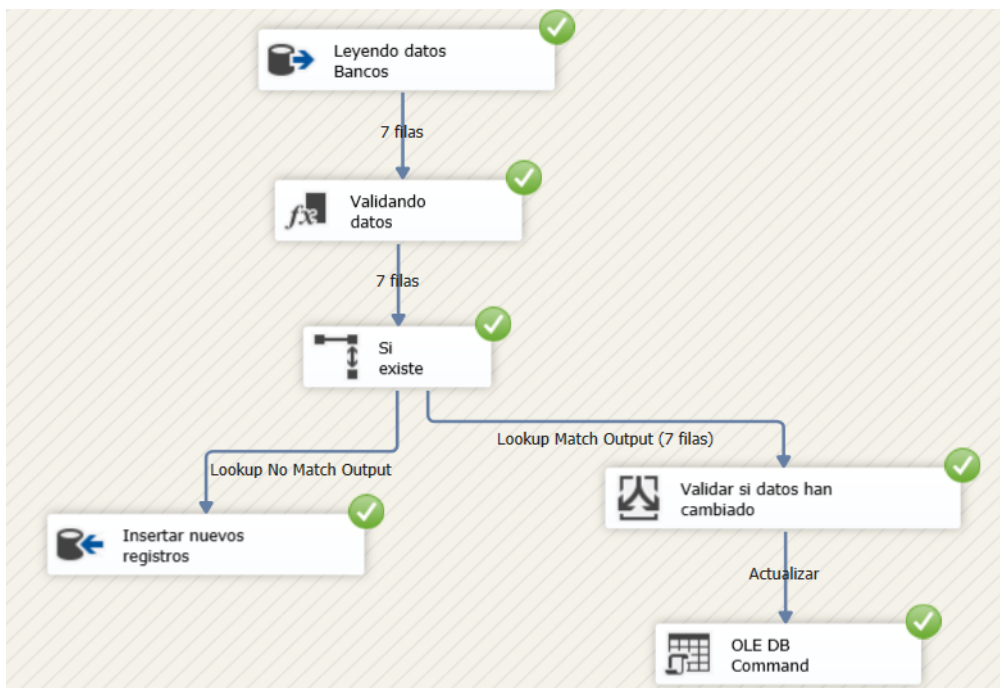 Leyendo datos
Bancos
7 filas
Validando
datos
7 filas
Si
existe
Lookup Match Output (7 filas)
Lookup No Match Output
Validar si datos han
cambiado
Insertar nuevos
registros
Actualizar
OLE DB
Command